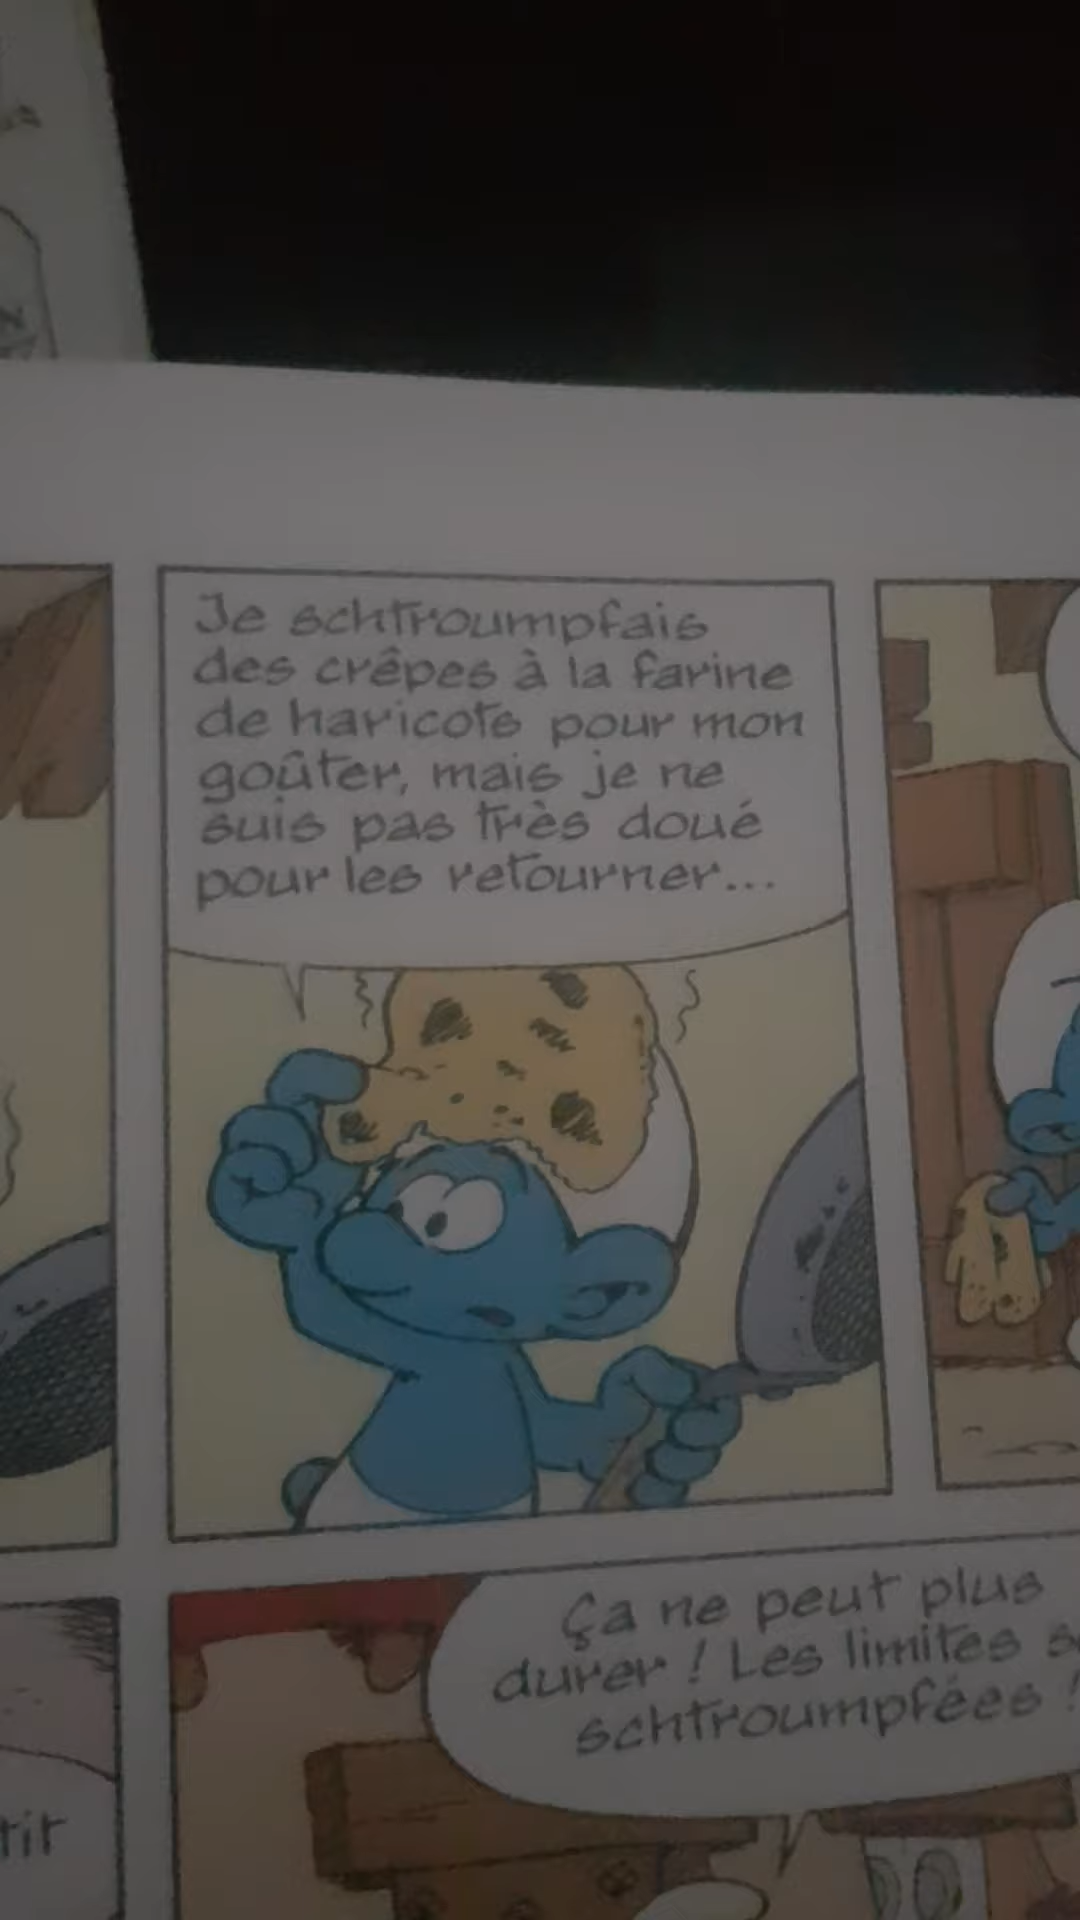 Je schtroumpfais
des crêpes à la farine
de haricots pour mon
goûter, mais je ne
suis pas très doué
pour les retourner...
Ça ne peut plus
durer ! Les limites
schtroumpfées !
tir